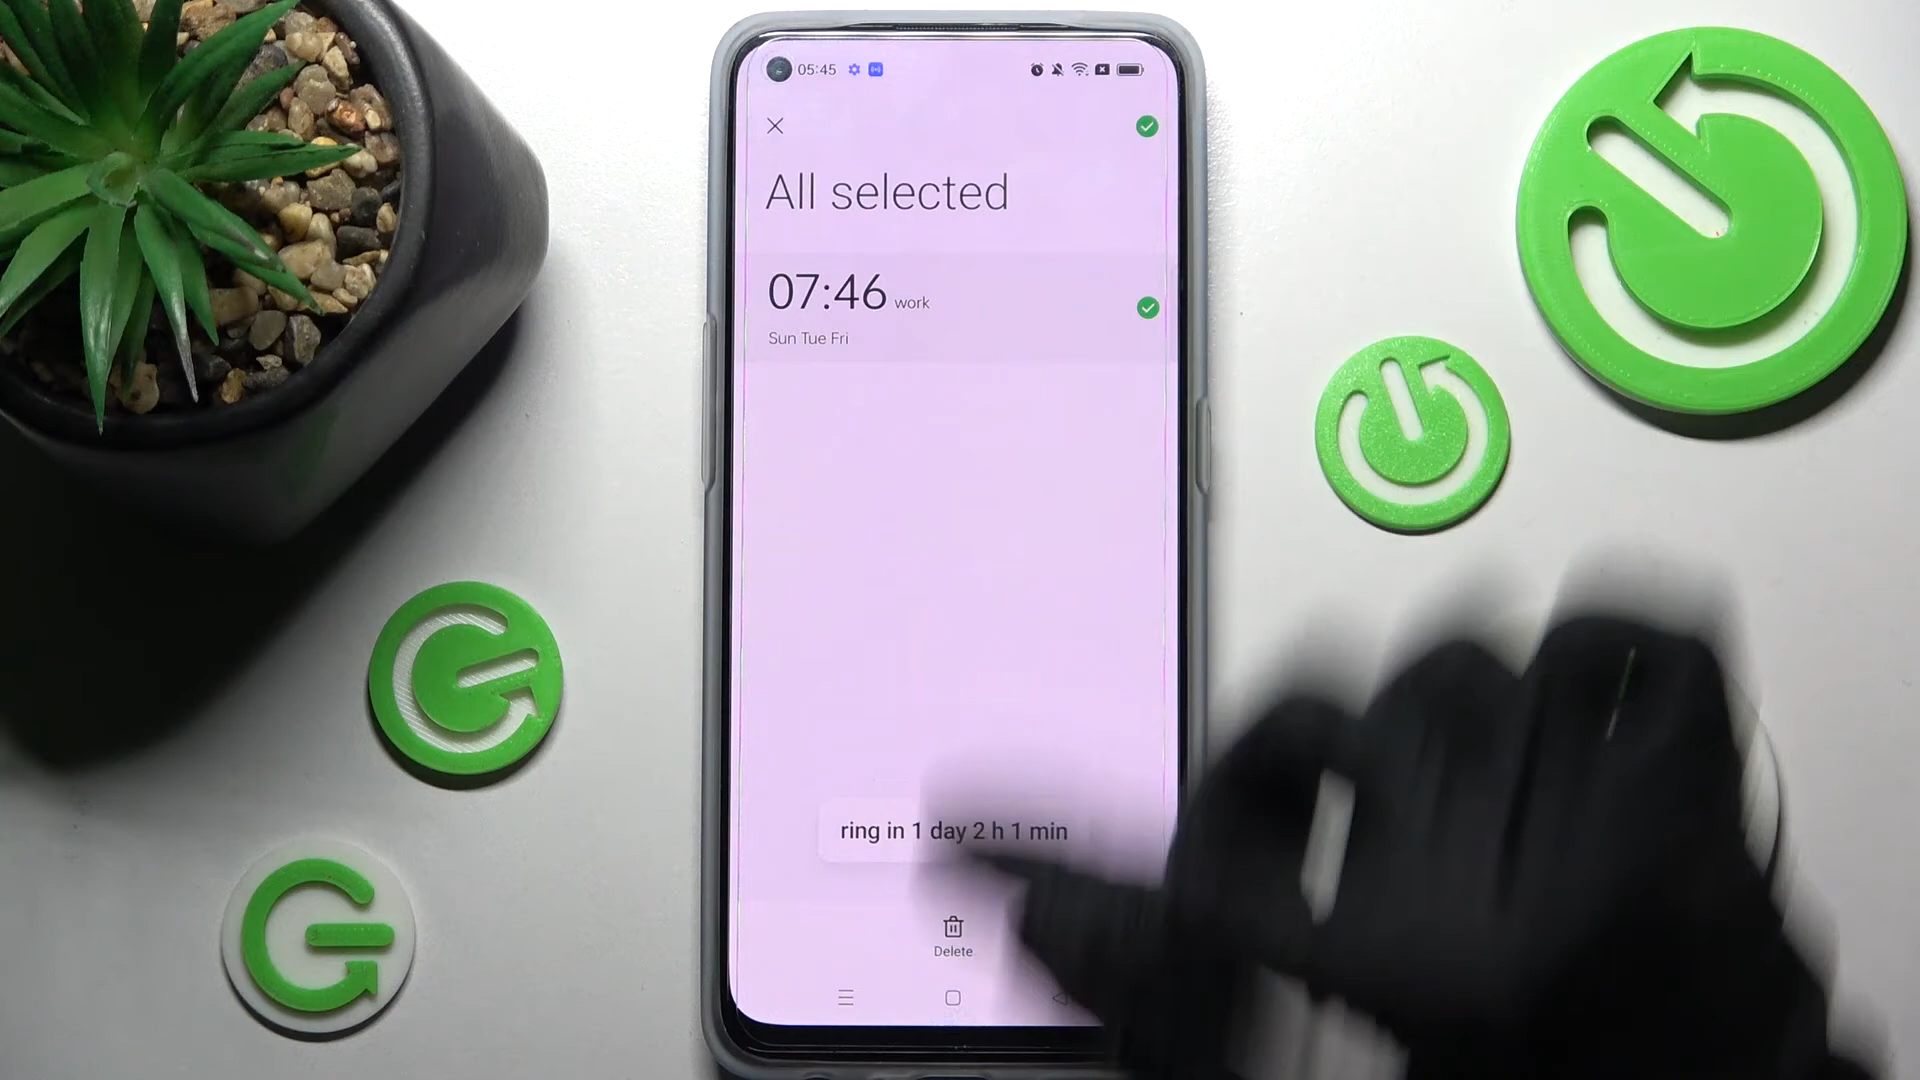 05:45
All selected
07:46 work
Sun Tue Fri
ring in 1 day 2 h 1 min
Delete